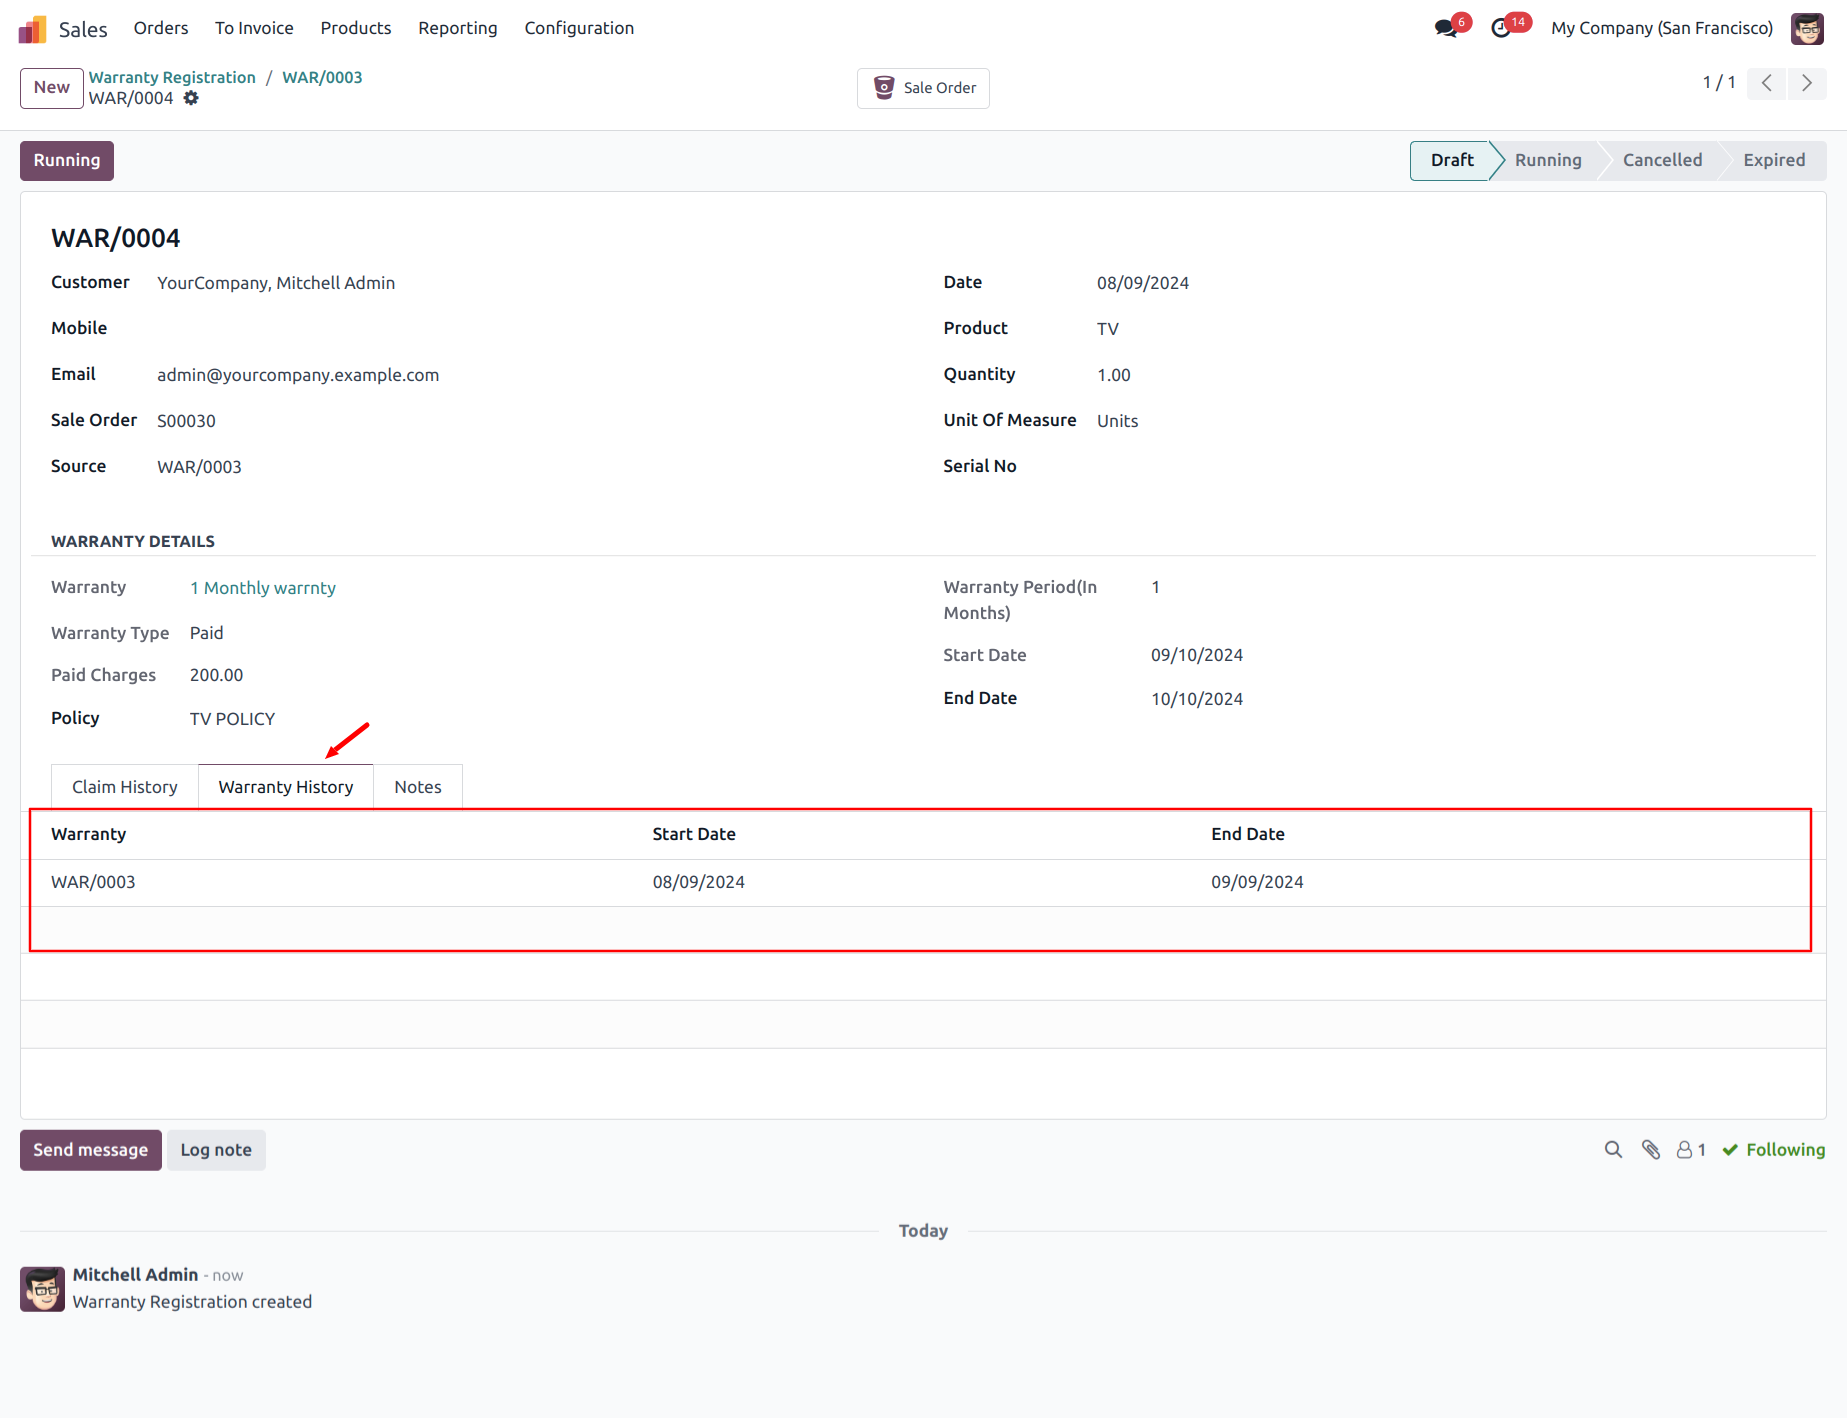 Sales Orders To Invoice Products Reporting Configuration 6 14 My Company (San Francisco)
New Warranty Registration / WAR/0003 Sale Order 1 / 1
WAR/0004
Running Draft Running Cancelled Expired
WAR/0004
Customer YourCompany, Mitchell Admin Date 08/09/2024
Mobile Product TV
Email admin@yourcompany.example.com Quantity 1.00
Sale Order S00030 Unit Of Measure Units
Source WAR/0003 Serial No
WARRANTY DETAILS
Warranty 1 Monthly warrnty Warranty Period(In 1
Months)
Warranty Type Paid
Start Date 09/10/2024
Paid Charges 200.00
End Date 10/10/2024
Policy TV POLICY
Claim History Warranty History Notes
Warranty Start Date End Date
WAR/0003 08/09/2024 09/09/2024
Send message Log note 1 Following
Today
Mitchell Admin - now
Warranty Registration created